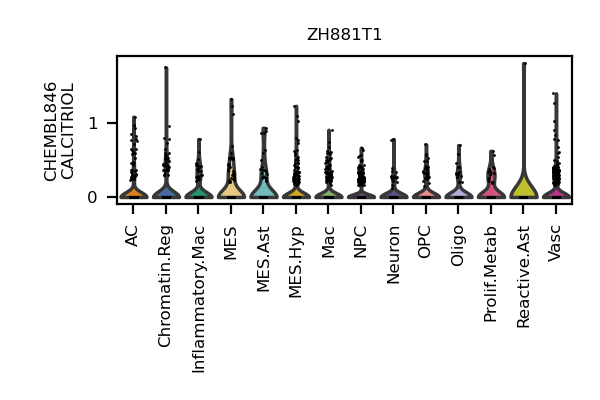 ZH881T1
CHEMBL846
CALCITRIOL
1
0
AC
Chromatin.Reg
Inflammatory.Mac
MES
MES.Ast
MES.Hyp
Mac
NPC
Neuron
OPC
Oligo
Prolif.Metab
Reactive.Ast
Vasc